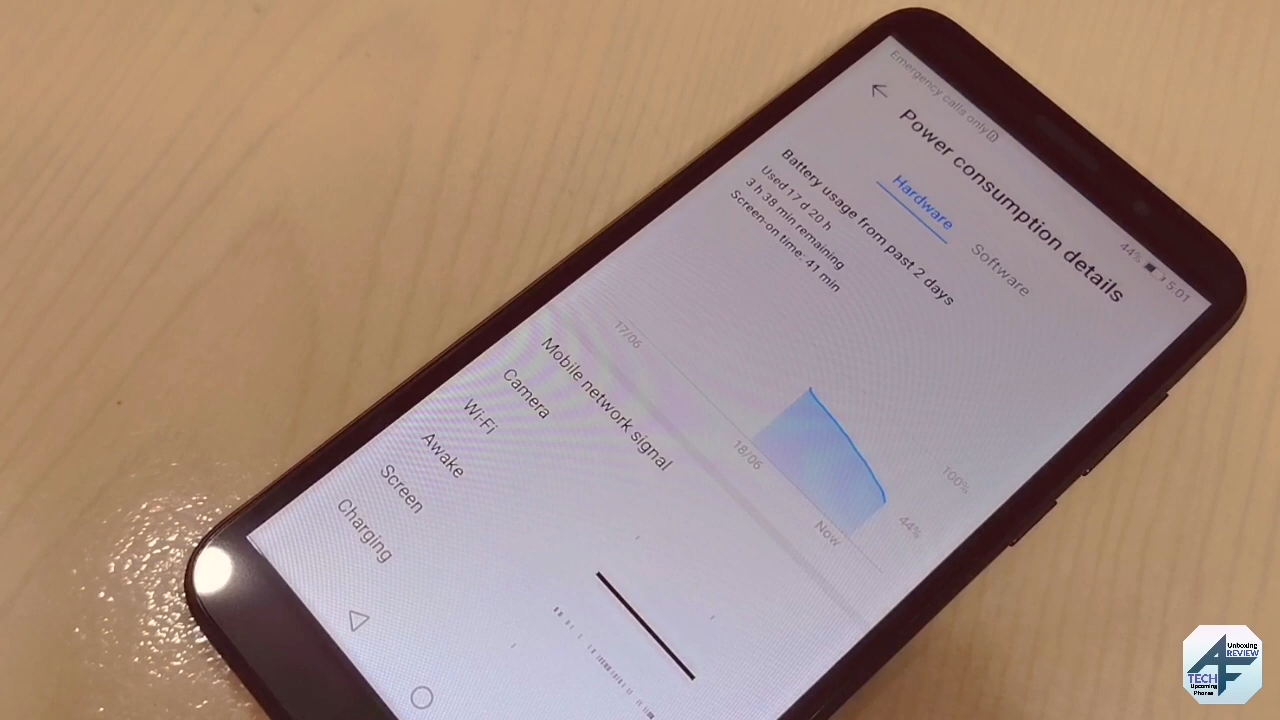 Emergency calls only
44% 5:01
Power consumption details
Hardware
Software
Battery usage from past 2 days
Used 17 d 20 h
3 h 38 min remaining
Screen-on time: 41 min
100%
44%
17/06
18/06
Now
Mobile network signal
Camera
Wi-Fi
Awake
Screen
Charging
Unboxing
REVIEW
TECH
Upcoming
Phones
AF